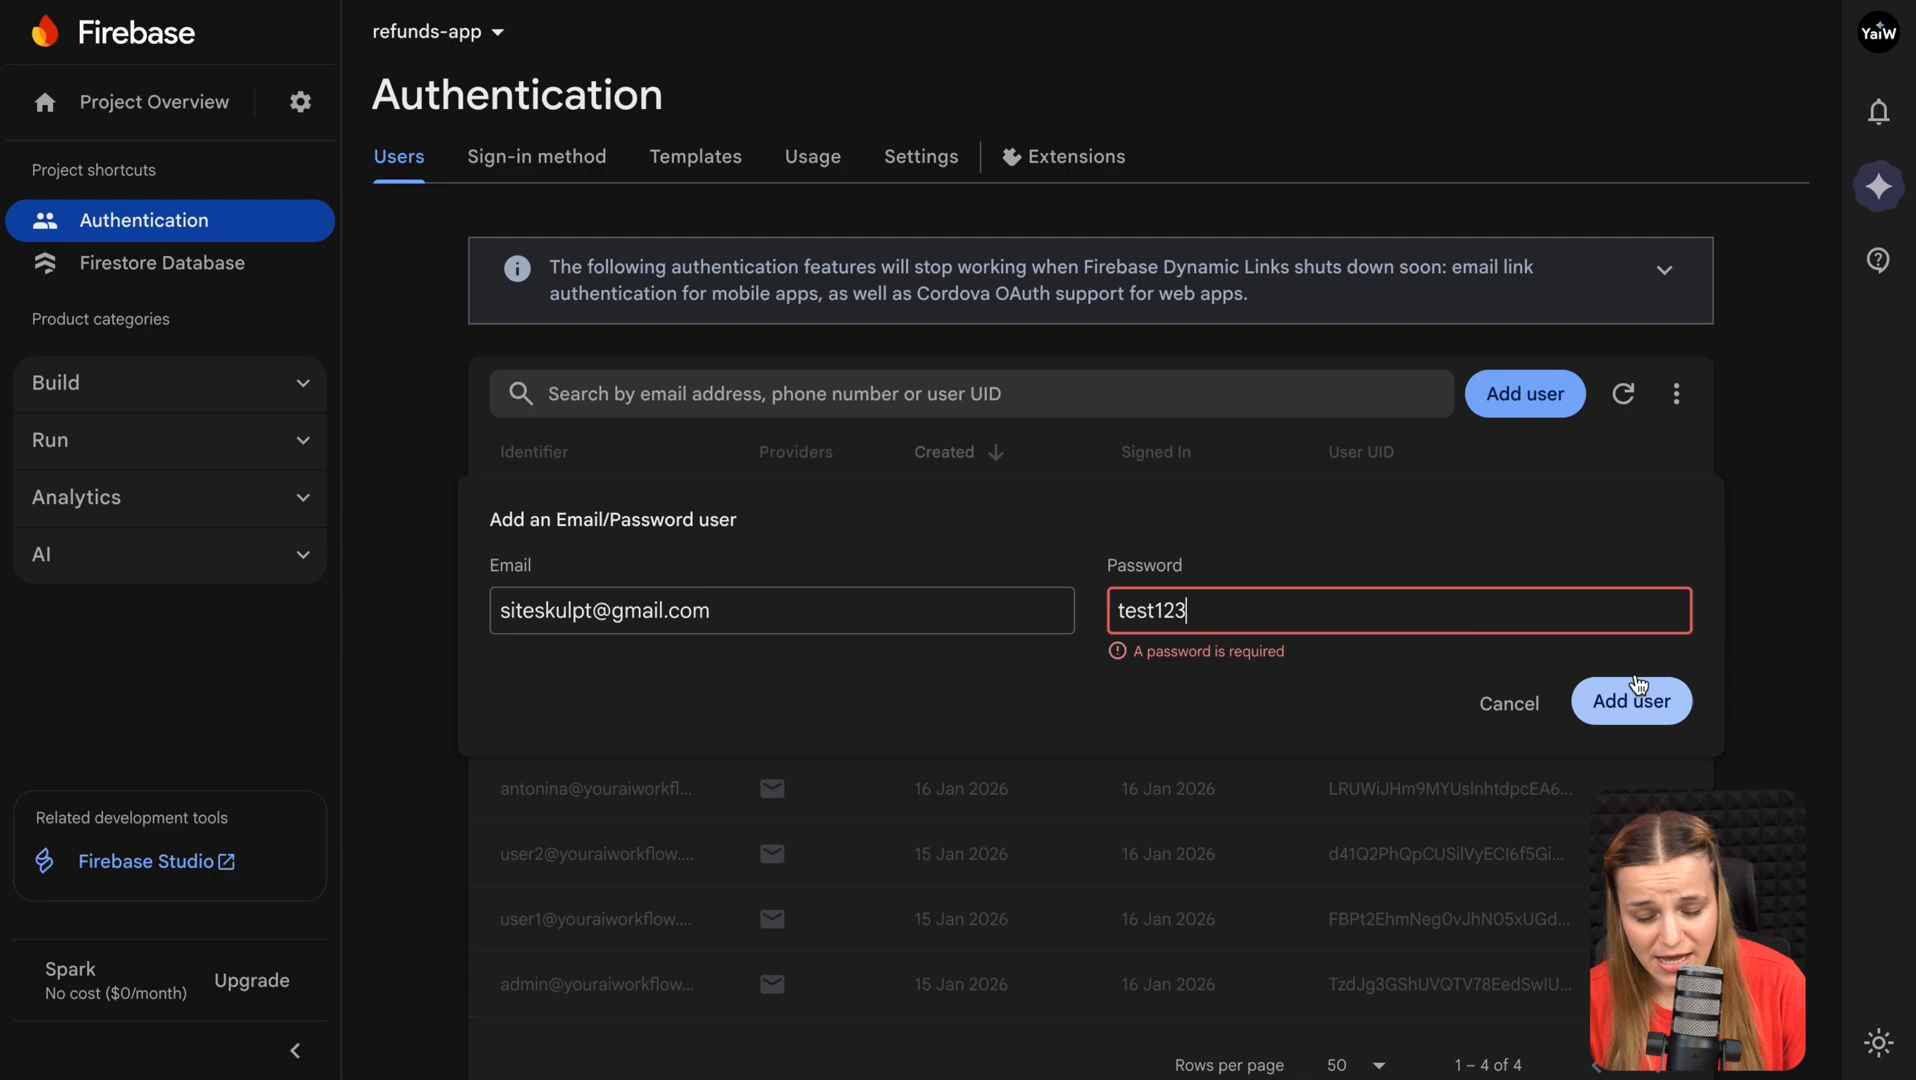 Firebase
refunds-app
YaiW
Project Overview
Authentication
Users
Sign-in method
Templates
Usage
Settings
Extensions
Project shortcuts
Authentication
Firestore Database
Product categories
Build
Run
Analytics
AI
The following authentication features will stop working when Firebase Dynamic Links shuts down soon: email link
authentication for mobile apps, as well as Cordova OAuth support for web apps.
Search by email address, phone number or user UID
Add user
Identifier
Providers
Created
Signed In
User UID
Add an Email/Password user
Email
Password
siteskulpt@gmail.com
test123
A password is required
Cancel
Add user
antonina@youraiworkfl...
16 Jan 2026
16 Jan 2026
user2@youraiworkflow....
15 Jan 2026
16 Jan 2026
d41Q2PhQpCUSilVyECI6f5Gi...
user1@youraiworkflow....
15 Jan 2026
16 Jan 2026
FBPt2EhmNeg0vJhN05xUGd...
admin@youraiworkflow...
15 Jan 2026
16 Jan 2026
TzdJg3GShUVQTV78EedSwIU...
Rows per page
50
1 – 4 of 4
Related development tools
Firebase Studio
Spark
No cost ($0/month)
Upgrade